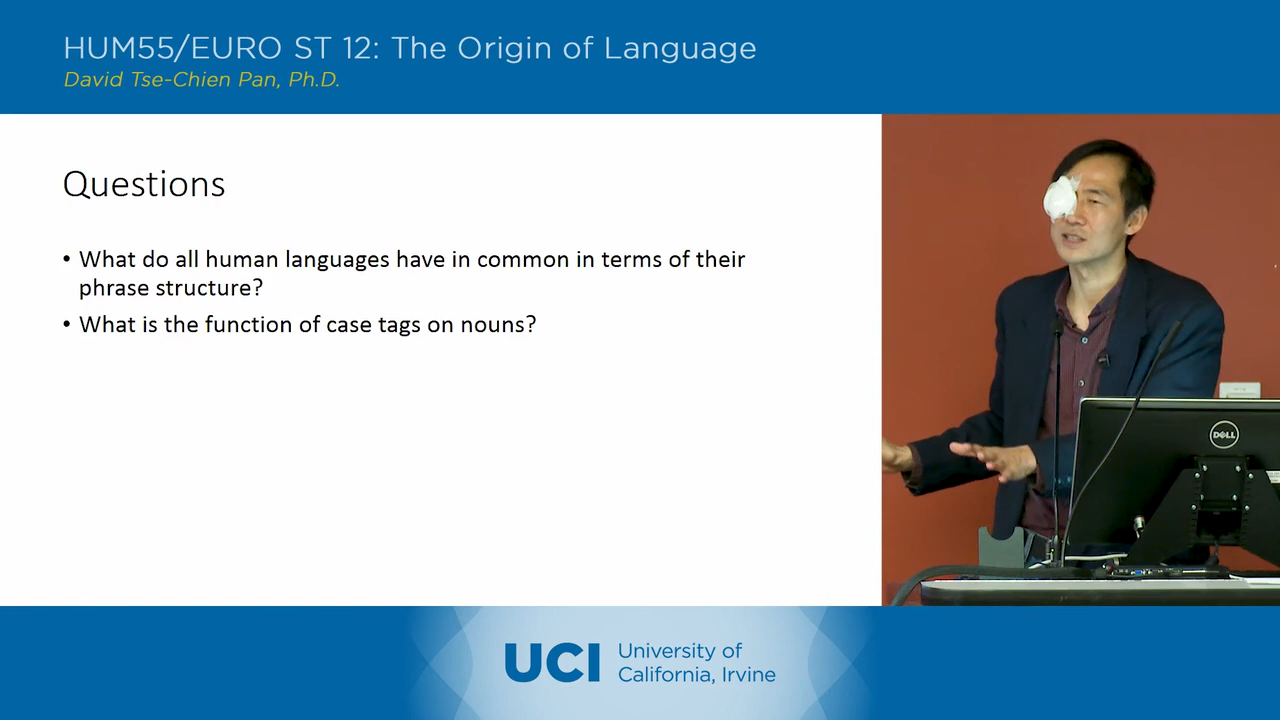 HUM55/EURO ST 12: The Origin of Language
David Tse-Chien Pan, Ph.D.
Questions
• What do all human languages have in common in terms of their
phrase structure?
• What is the function of case tags on nouns?
DELL
UCI
University of
California, Irvine